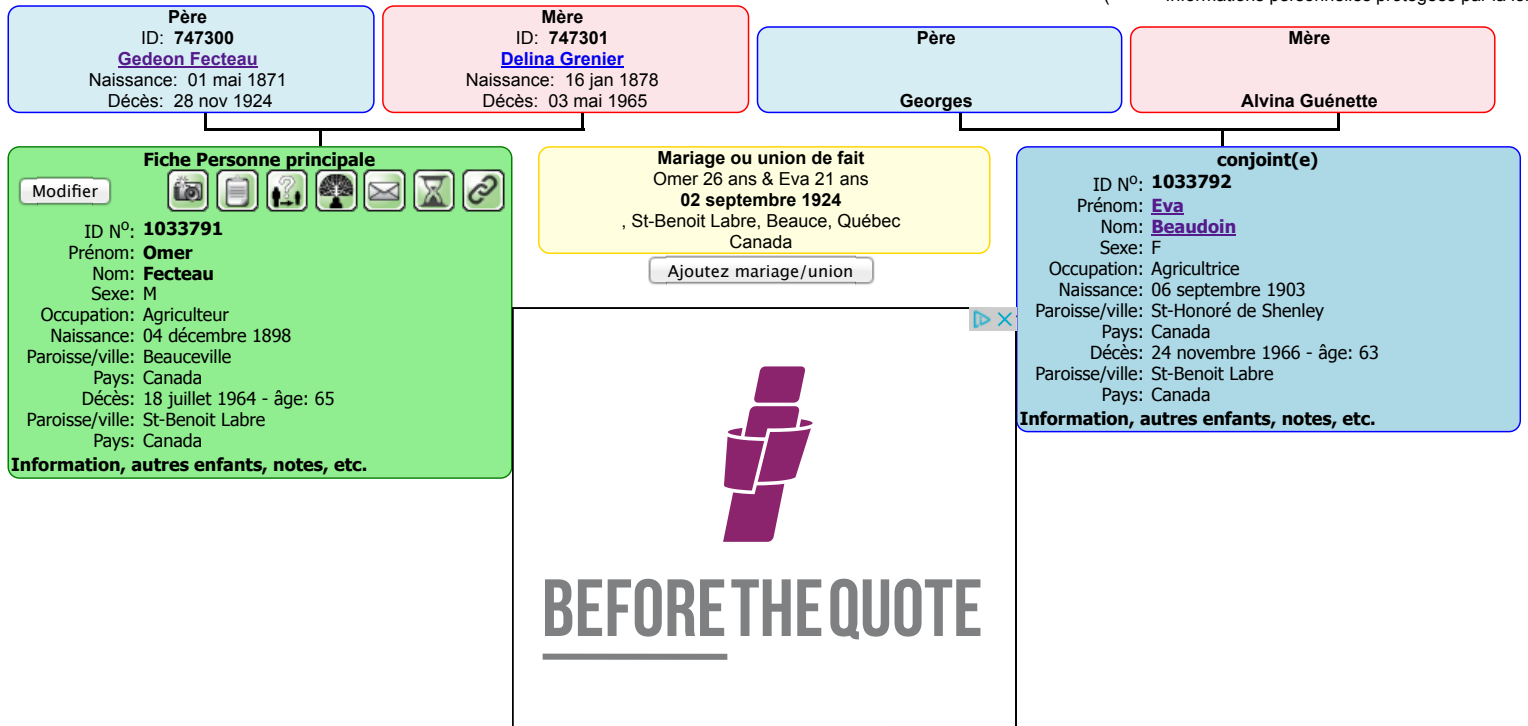 Informations personnelles protégées par la loi
Père
ID: 747300
Gedeon Fecteau
Naissance: 01 mai 1871
Décès: 28 nov 1924
Mère
ID: 747301
Delina Grenier
Naissance: 16 jan 1878
Décès: 03 mai 1965
Père
Georges
Mère
Alvina Guénette
Fiche Personne principale
Modifier
ID Nº: 1033791
Prénom: Omer
Nom: Fecteau
Sexe: M
Occupation: Agriculteur
Naissance: 04 décembre 1898
Paroisse/ville: Beauceville
Pays: Canada
Décès: 18 juillet 1964 - âge: 65
Paroisse/ville: St-Benoit Labre
Pays: Canada
Information, autres enfants, notes, etc.
Mariage ou union de fait
Omer 26 ans & Eva 21 ans
02 septembre 1924
, St-Benoit Labre, Beauce, Québec
Canada
Ajoutez mariage/union
BEFORE THE QUOTE
conjoint(e)
ID Nº: 1033792
Prénom: Eva
Nom: Beaudoin
Sexe: F
Occupation: Agricultrice
Naissance: 06 septembre 1903
Paroisse/ville: St-Honoré de Shenley
Pays: Canada
Décès: 24 novembre 1966 - âge: 63
Paroisse/ville: St-Benoit Labre
Pays: Canada
Information, autres enfants, notes, etc.